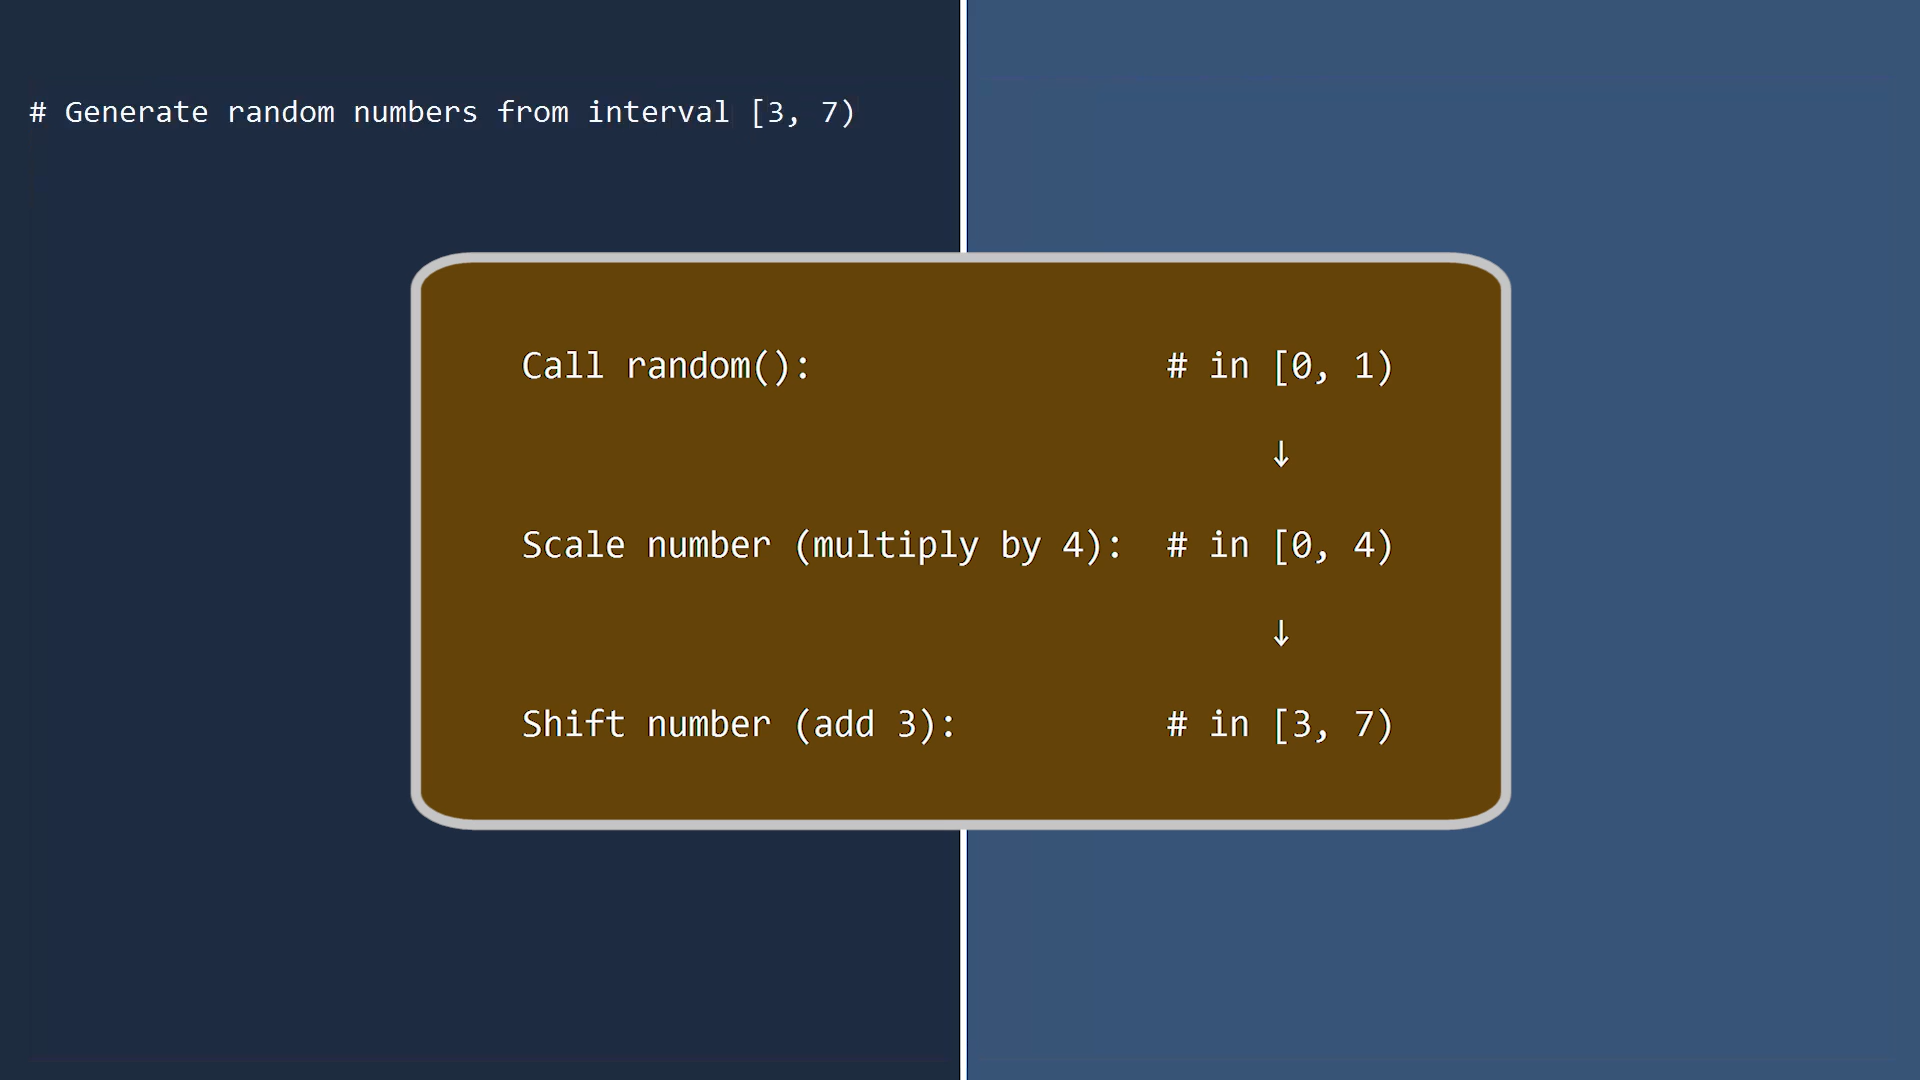 # Generate random numbers from interval [3, 7)
Call random(): # in [0, 1)
↓
Scale number (multiply by 4): # in [0, 4)
↓
Shift number (add 3): # in [3, 7)